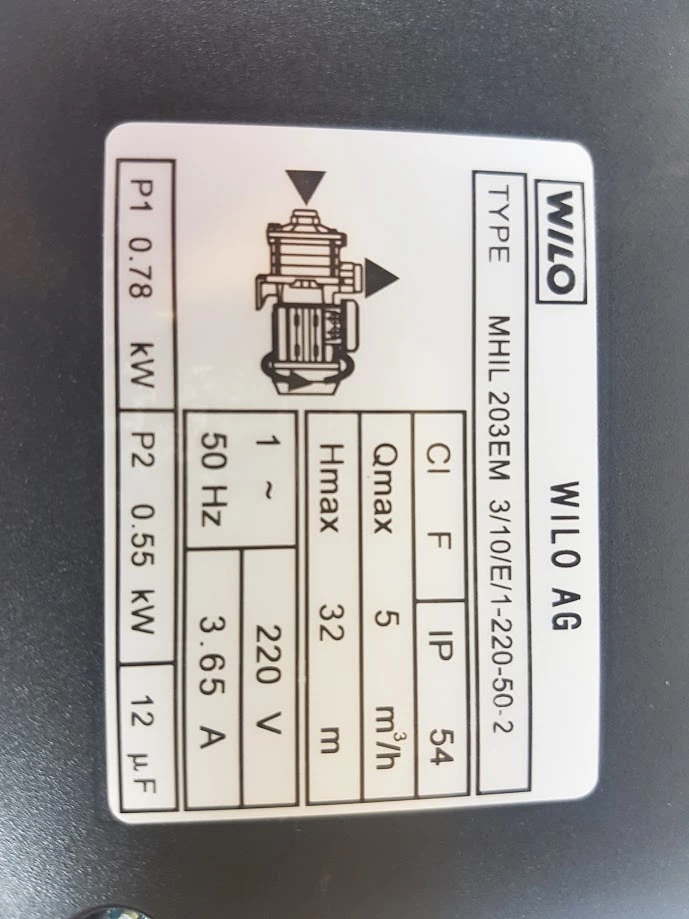 WILO WILO AG
TYPE MHIL 203EM 3/10/E/1-220-50-2
CI F IP 54
Qmax 5 m³/h
Hmax 32 m
1 ~ 220 V
50 Hz 3.65 A
P1 0.78 kW P2 0.55 kW 12 µF